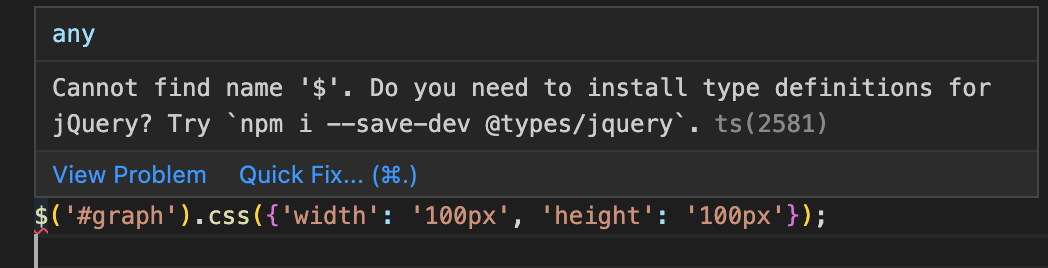 any
Cannot find name '$'. Do you need to install type definitions for
jQuery? Try `npm i --save-dev @types/jquery`. ts(2581)
View Problem Quick Fix... (⌘.)
$('#graph').css({'width': '100px', 'height': '100px'});